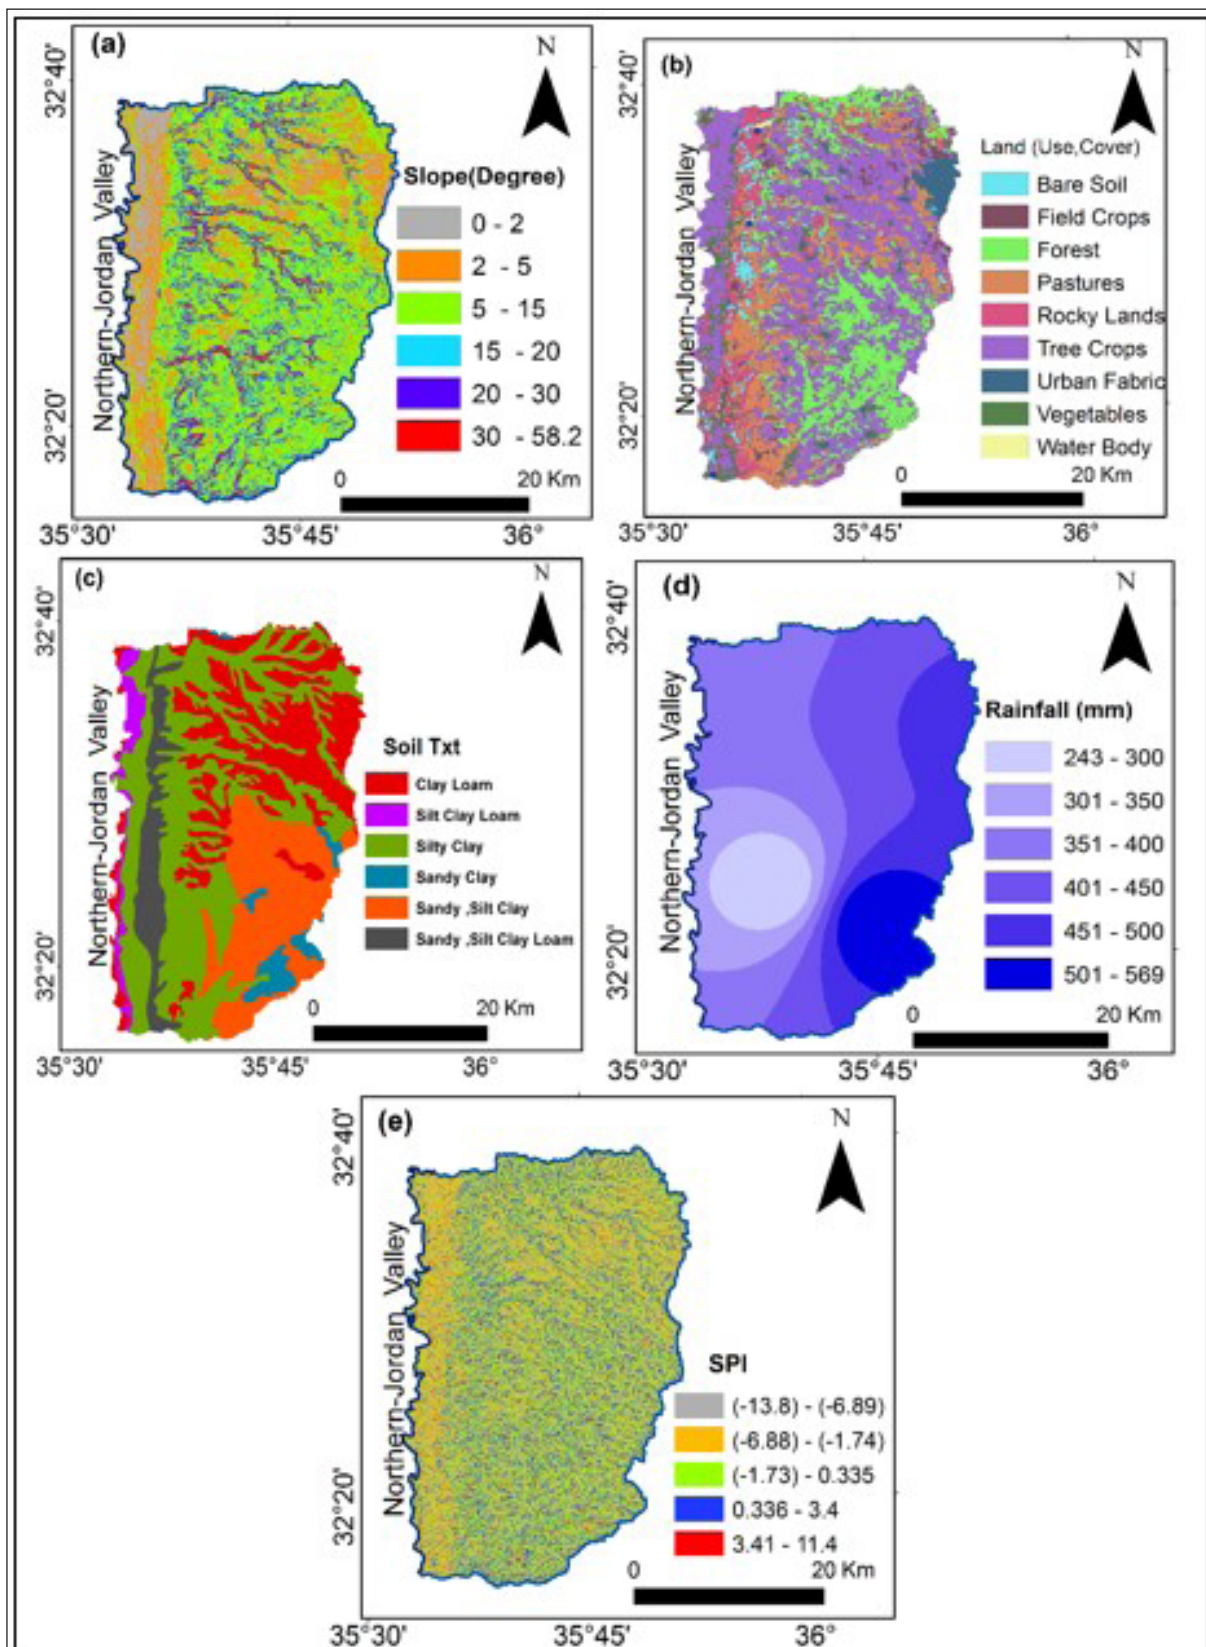 (a)
N
32°40'
Northern-Jordan Valley
32°20'
Slope(Degree)
0 - 2
2 - 5
5 - 15
15 - 20
20 - 30
30 - 58.2
0 20 Km
35°30' 35°45' 36°
(b)
N
32°40'
Northern-Jordan Valley
32°20'
Land (Use,Cover)
Bare Soil
Field Crops
Forest
Pastures
Rocky Lands
Tree Crops
Urban Fabric
Vegetables
Water Body
0 20 Km
35°30' 35°45' 36°
(c)
N
32°40'
Northern-Jordan Valley
32°20'
Soil Txt
Clay Loam
Silt Clay Loam
Silty Clay
Sandy Clay
Sandy ,Silt Clay
Sandy ,Silt Clay Loam
0 20 Km
35°30' 35°45' 36°
(d)
N
32°40'
Northern-Jordan Valley
32°20'
Rainfall (mm)
243 - 300
301 - 350
351 - 400
401 - 450
451 - 500
501 - 569
0 20 Km
35°30' 35°45' 36°
(e)
N
32°40'
Northern-Jordan Valley
32°20'
SPI
(-13.8) - (-6.89)
(-6.88) - (-1.74)
(-1.73) - 0.335
0.336 - 3.4
3.41 - 11.4
0 20 Km
35°30' 35°45' 36°